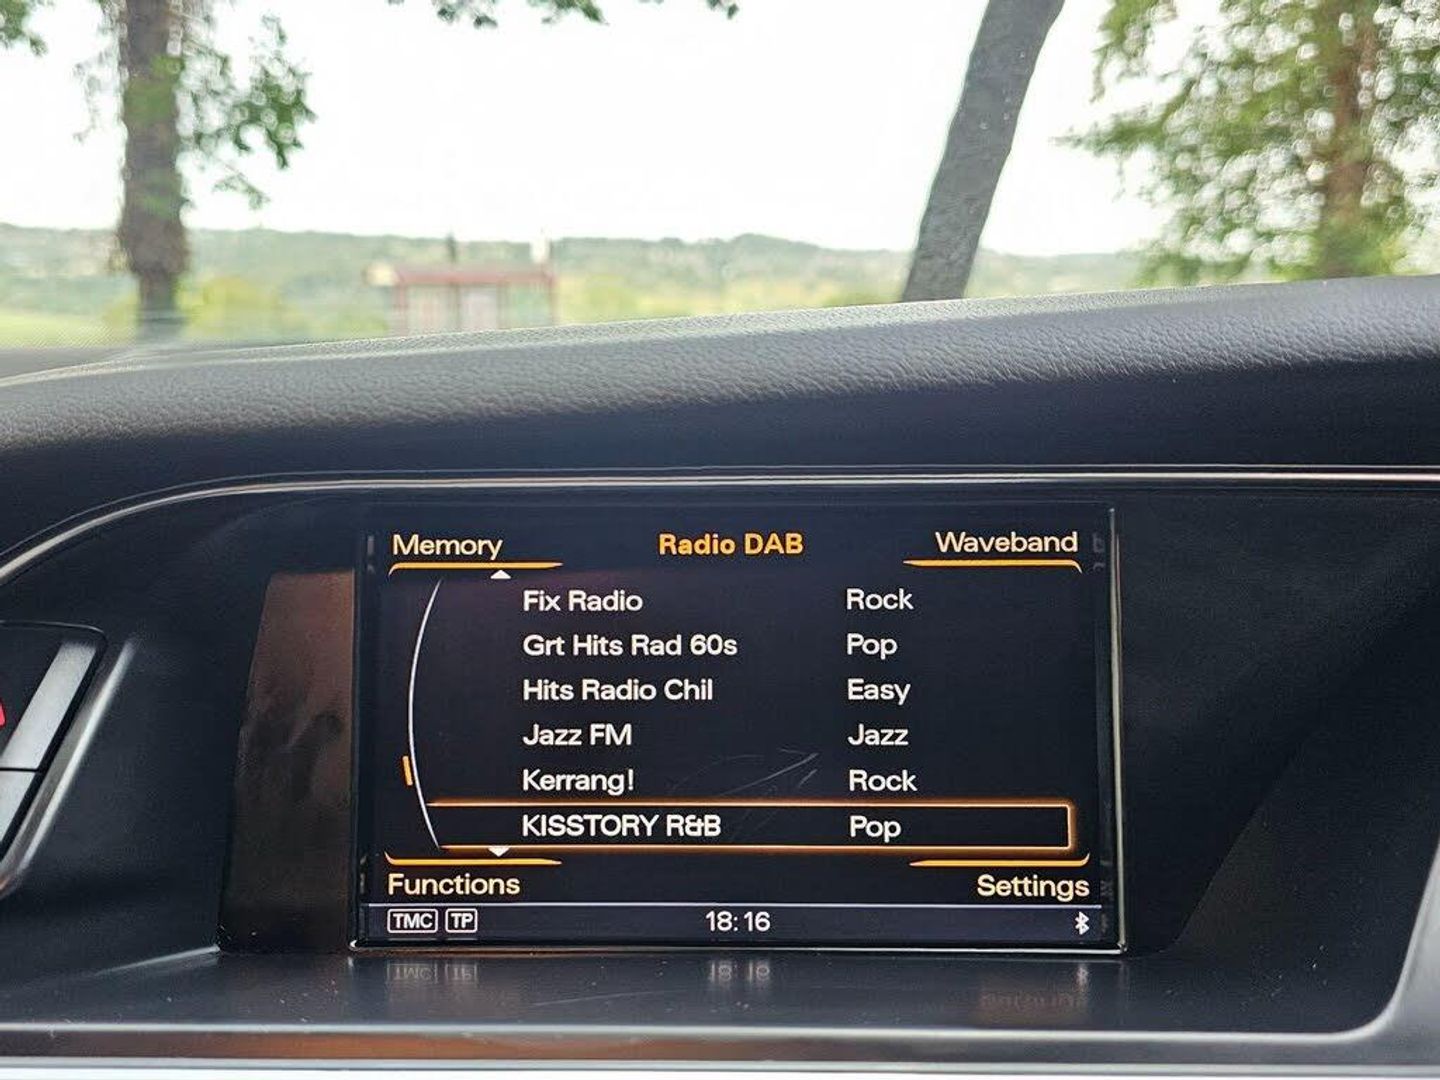 Memory Radio DAB Waveband
Fix Radio Rock
Grt Hits Rad 60s Pop
Hits Radio Chil Easy
Jazz FM Jazz
Kerrang! Rock
KISSTORY R&B Pop
Functions Settings
TMC TP 18:16